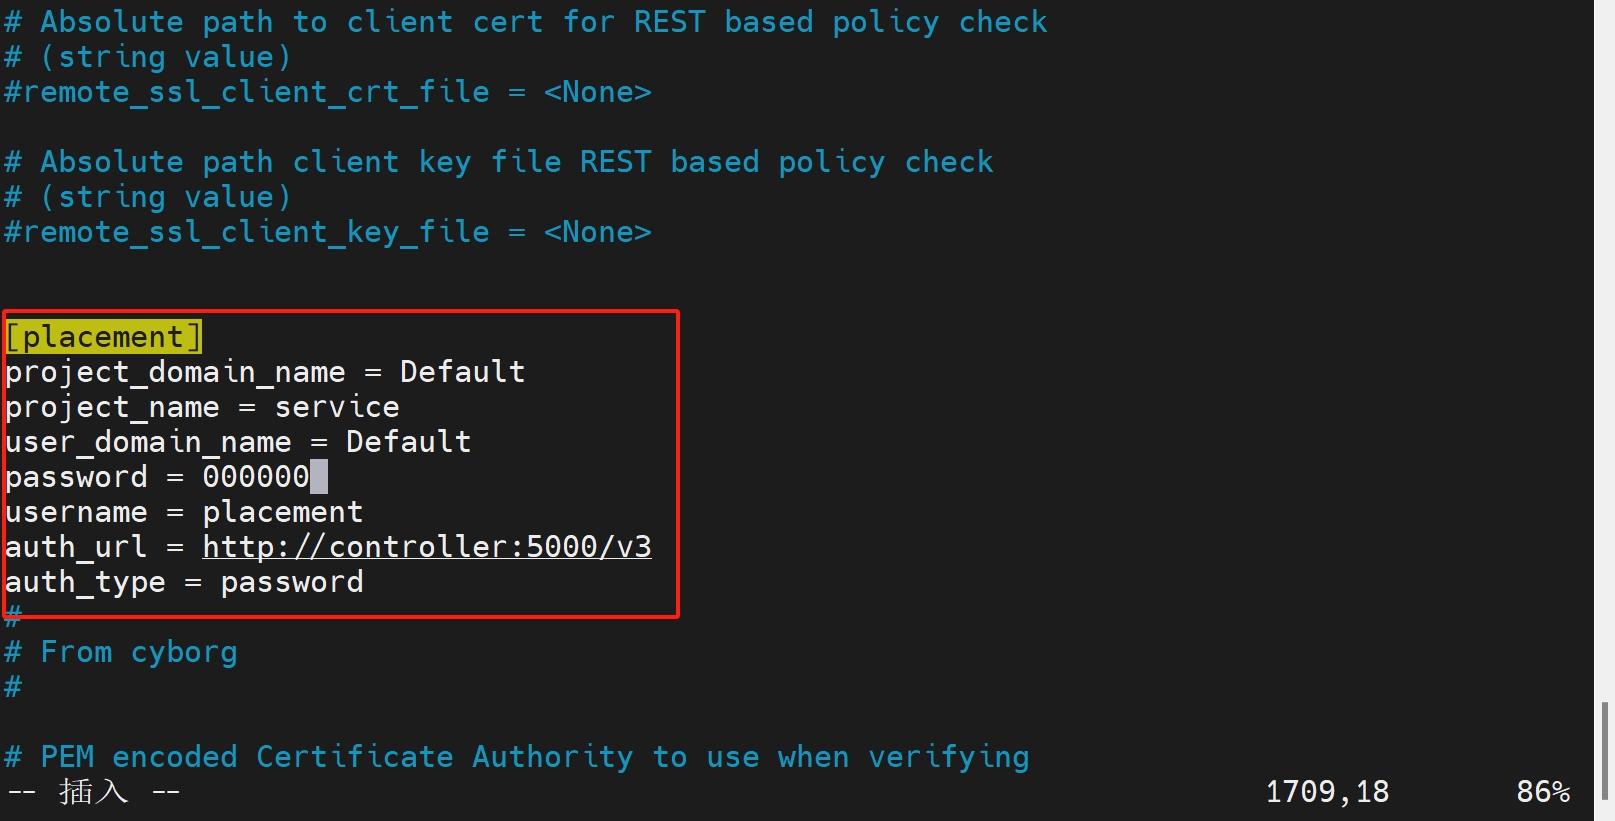 # Absolute path to client cert for REST based policy check
# (string value)
#remote_ssl_client_crt_file = <None>
# Absolute path client key file REST based policy check
# (string value)
#remote_ssl_client_key_file = <None>
[placement]
project_domain_name = Default
project_name = service
user_domain_name = Default
password = 000000
username = placement
auth_url = http://controller:5000/v3
auth_type = password
#
# From cyborg
#
# PEM encoded Certificate Authority to use when verifying
-- 插入 -- 1709,18 86%